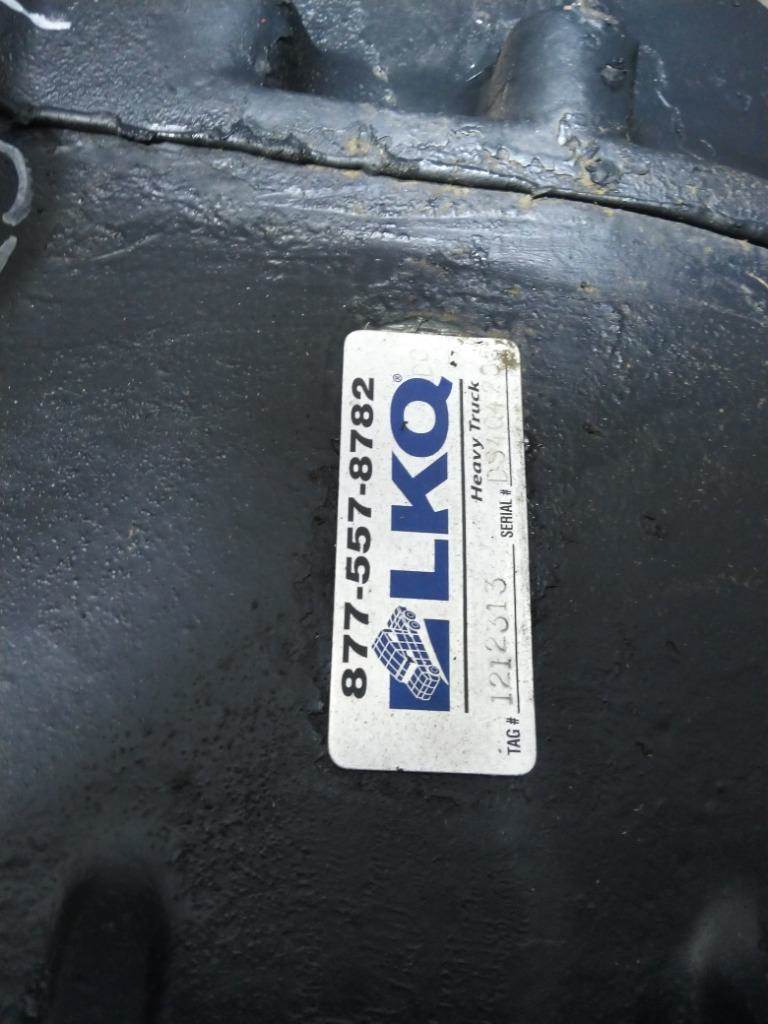 877-557-8782
LKQ®
Heavy Truck
TAG # 1212313 SERIAL #